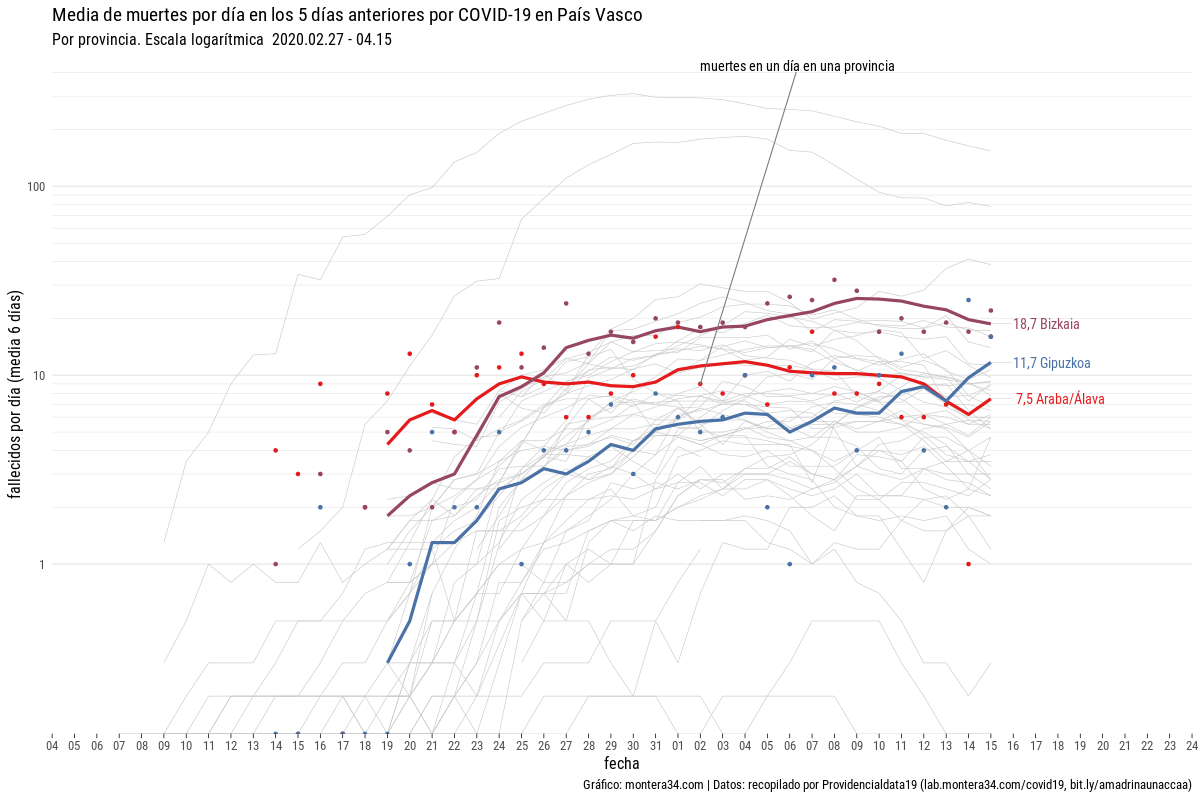 Media de muertes por día en los 5 días anteriores por COVID-19 en País Vasco
Por provincia. Escala logarítmica 2020.02.27 - 04.15
muertes en un día en una provincia
fallecidos por día (media 6 días)
100
10
1
18,7 Bizkaia
11,7 Gipuzkoa
7,5 Araba/Álava
04 05 06 07 08 09 10 11 12 13 14 15 16 17 18 19 20 21 22 23 24 25 26 27 28 29 30 31 01 02 03 04 05 06 07 08 09 10 11 12 13 14 15 16 17 18 19 20 21 22 23 24
fecha
Gráfico: montera34.com | Datos: recopilado por Providencialdata19 (lab.montera34.com/covid19, bit.ly/amadrinaunaccaa)